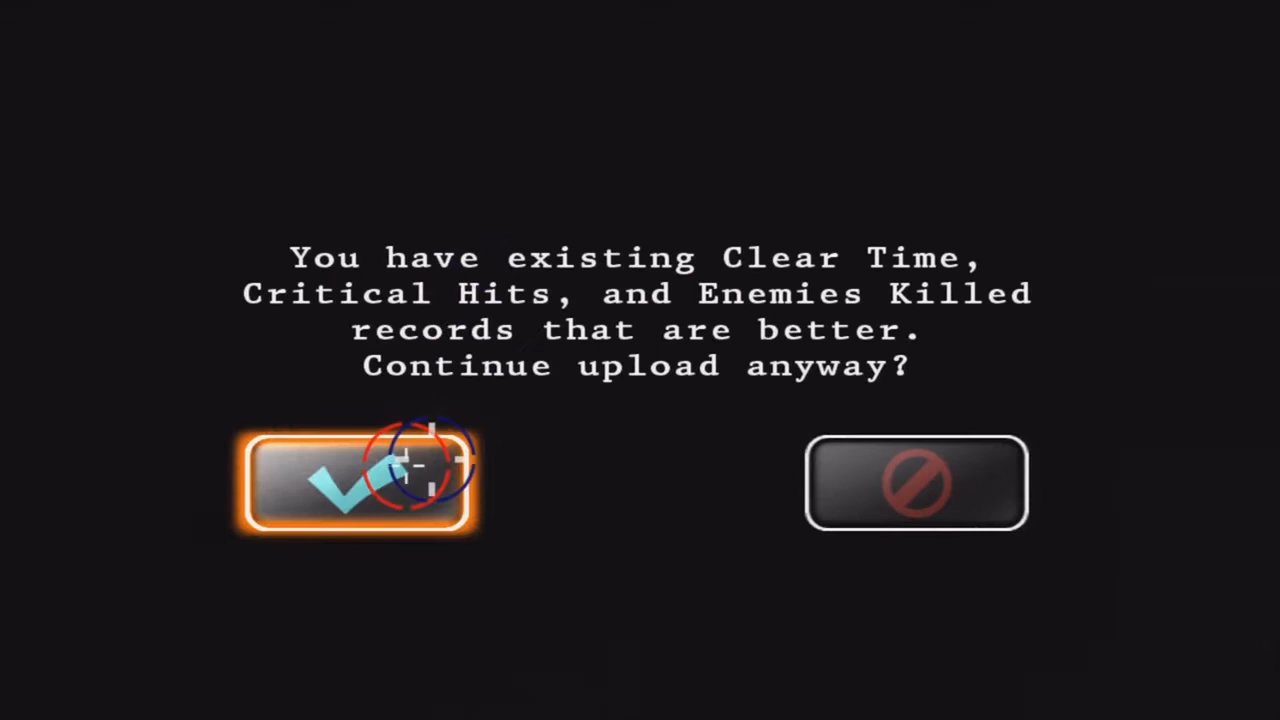 You have existing Clear Time,
Critical Hits, and Enemies Killed
records that are better.
Continue upload anyway?